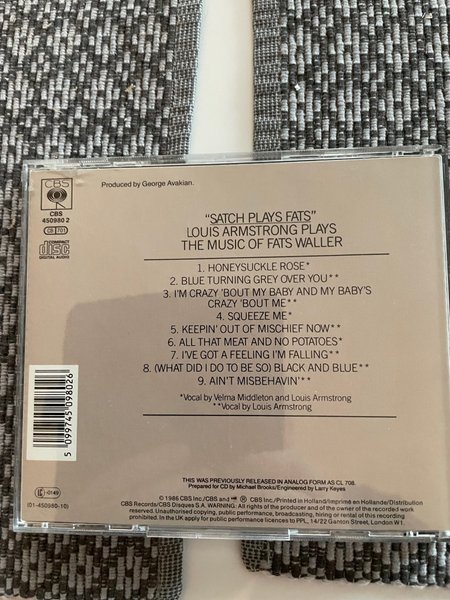 CBS
CBS
450980 2
COMPACT
disc
DIGITAL AUDIO
Produced by George Avakian.
"SATCH PLAYS FATS"
LOUIS ARMSTRONG PLAYS
THE MUSIC OF FATS WALLER
1. HONEYSUCKLE ROSE*
2. BLUE TURNING GREY OVER YOU**
3. I'M CRAZY 'BOUT MY BABY AND MY BABY'S
CRAZY 'BOUT ME**
4. SQUEEZE ME*
5. KEEPIN' OUT OF MISCHIEF NOW**
6. ALL THAT MEAT AND NO POTATOES*
7. I'VE GOT A FEELING I'M FALLING**
8. (WHAT DID I DO TO BE SO) BLACK AND BLUE**
9. AIN'T MISBEHAVIN'**
*Vocal by Velma Middleton and Louis Armstrong
**Vocal by Louis Armstrong
5 099745 098026
THIS WAS PREVIOUSLY RELEASED IN ANALOG FORM AS CL 708.
Prepared for CD by Michael Brooks/Engineered by Larry Keyes
-0149
(01-450980-10)
© 1986 CBS Inc./CBS and ® CBS Inc./Printed in Holland/Imprimé en Hollande/Distribution
CBS Records/CBS Disques S.A. WARNING: All rights of the producer and of the owner of the recorded work
reserved. Unauthorised copying, public performance, broadcasting, hiring or rental of this recording
prohibited. In the UK apply for public performance licences to PPL, 14/22 Ganton Street, London W1.